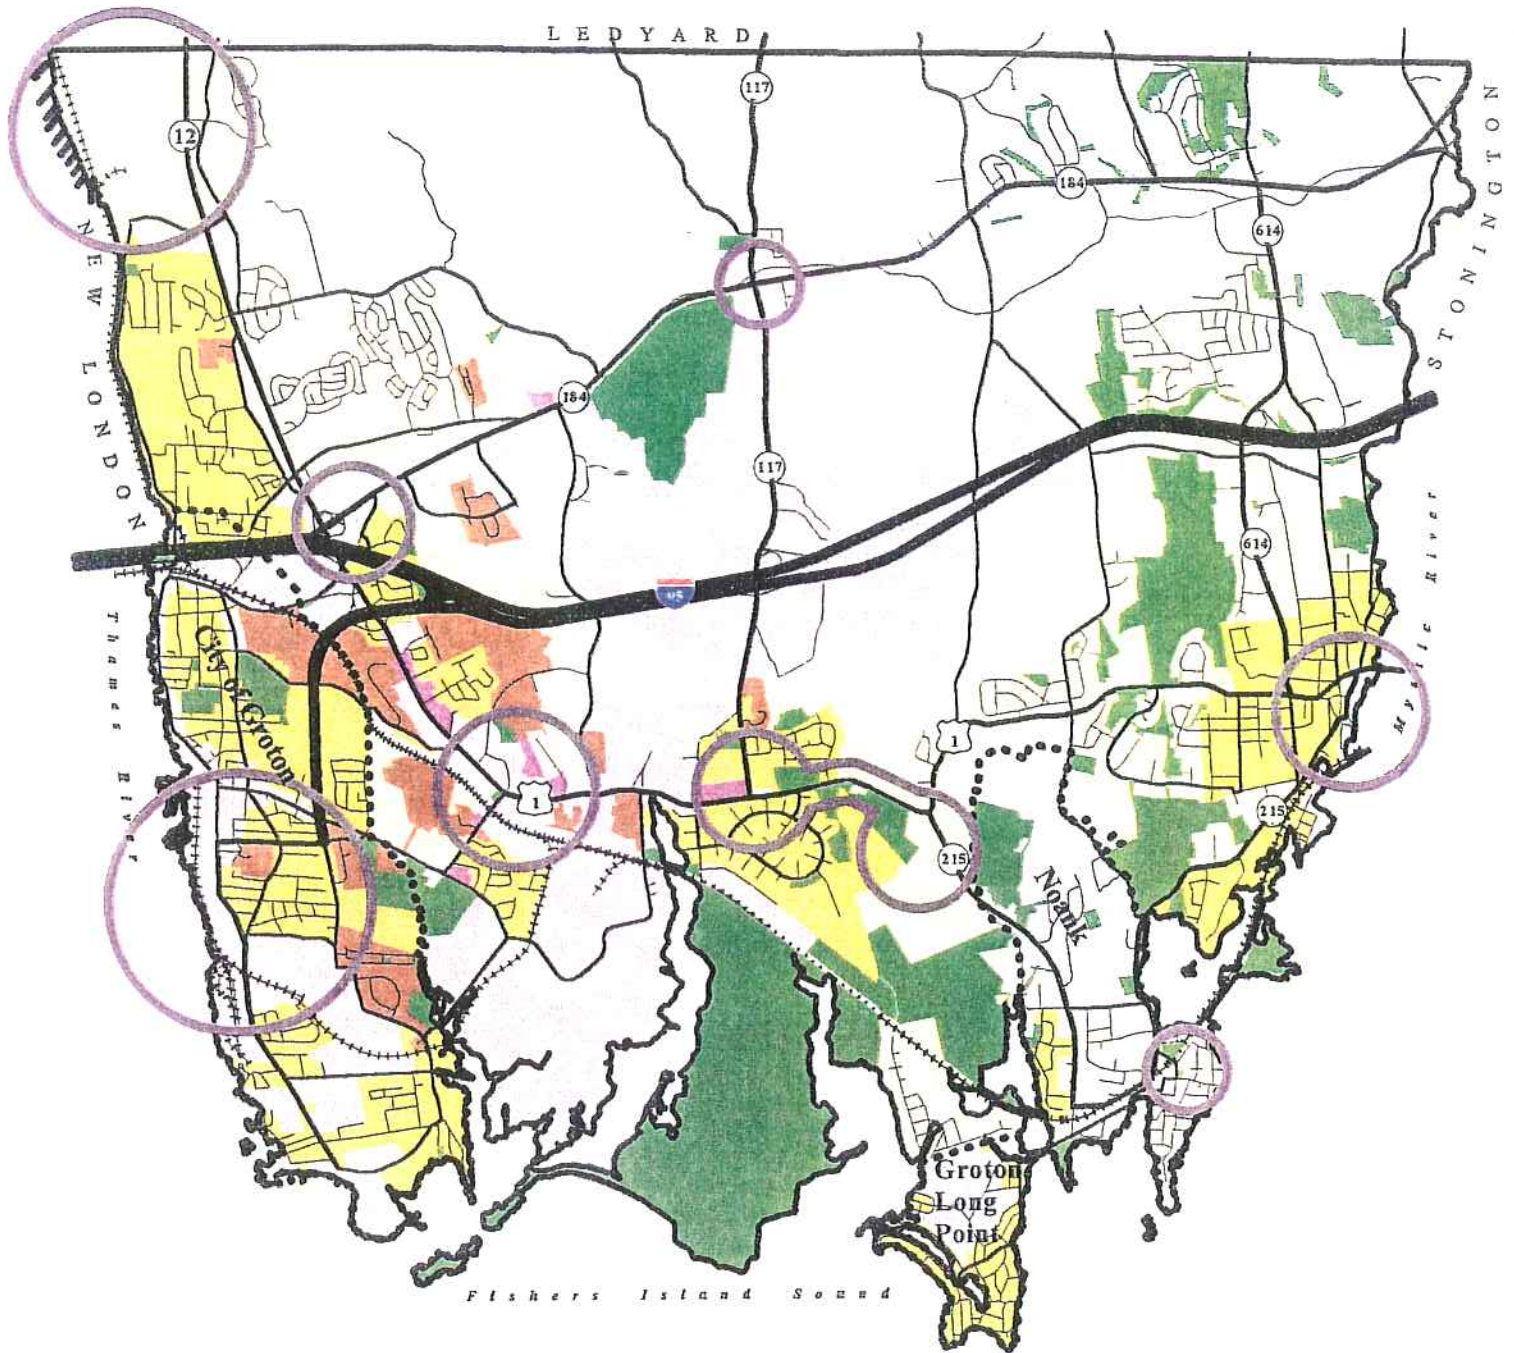 LEDYARD
117
12
184
614
NEW LONDON
STONINGTON
184
117
614
95
Mystic River
Thames River
City of Groton
1
1
215
215
Noank
Groton
Long
Point
Fishers Island Sound